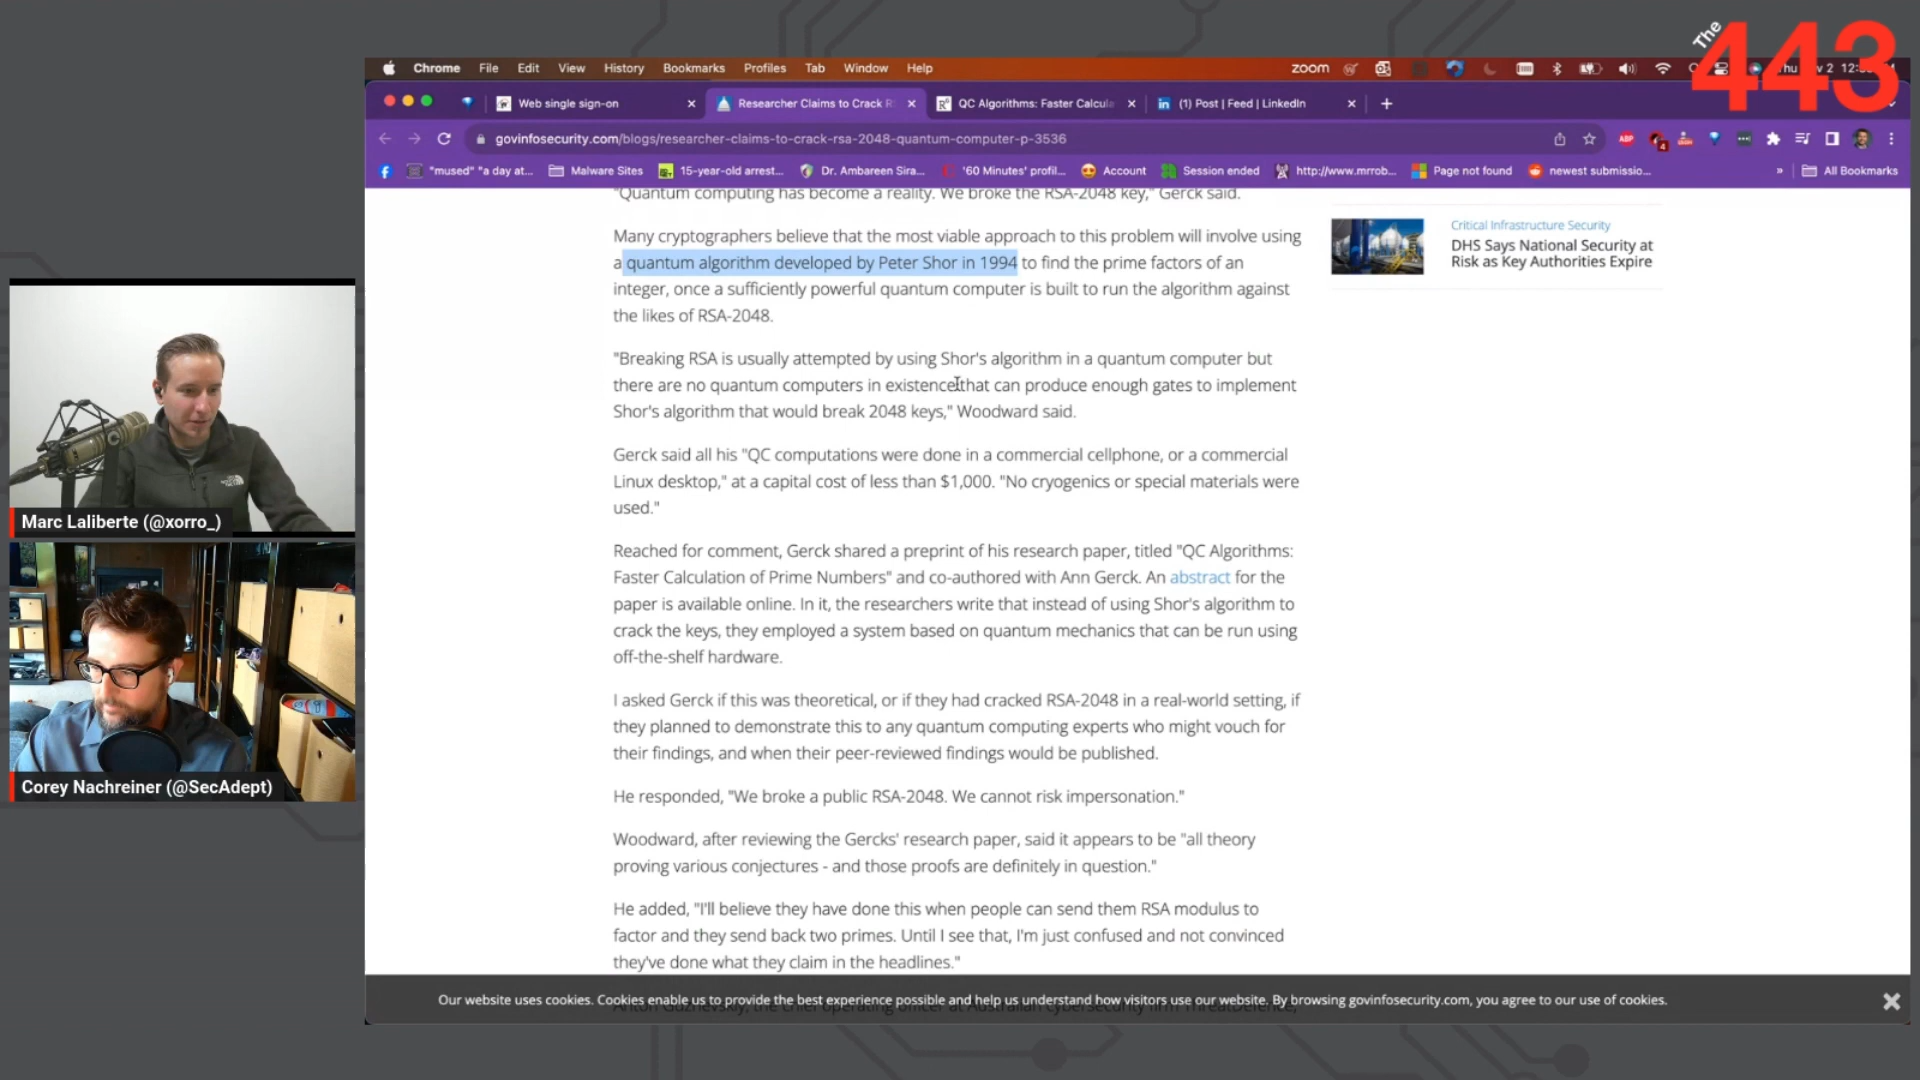 The
443
Chrome File Edit View History Bookmarks Profiles Tab Window Help zoom Thu
Web single sign-on
Researcher Claims to Crack R
QC Algorithms: Faster Calcula
(1) Post | Feed | LinkedIn
govinfosecurity.com/blogs/researcher-claims-to-crack-rsa-2048-quantum-computer-p-3536
"mused" "a day at... Malware Sites 15-year-old arrest... Dr. Ambareen Sira... '60 Minutes' profil... Account Session ended http://www.mrrob... Page not found newest submissio... » All Bookmarks
"Quantum computing has become a reality. We broke the RSA-2048 key," Gerck said.
Many cryptographers believe that the most viable approach to this problem will involve using
a quantum algorithm developed by Peter Shor in 1994 to find the prime factors of an
integer, once a sufficiently powerful quantum computer is built to run the algorithm against
the likes of RSA-2048.
"Breaking RSA is usually attempted by using Shor's algorithm in a quantum computer but
there are no quantum computers in existence that can produce enough gates to implement
Shor's algorithm that would break 2048 keys," Woodward said.
Gerck said all his "QC computations were done in a commercial cellphone, or a commercial
Linux desktop," at a capital cost of less than $1,000. "No cryogenics or special materials were
used."
Reached for comment, Gerck shared a preprint of his research paper, titled "QC Algorithms:
Faster Calculation of Prime Numbers" and co-authored with Ann Gerck. An abstract for the
paper is available online. In it, the researchers write that instead of using Shor's algorithm to
crack the keys, they employed a system based on quantum mechanics that can be run using
off-the-shelf hardware.
I asked Gerck if this was theoretical, or if they had cracked RSA-2048 in a real-world setting, if
they planned to demonstrate this to any quantum computing experts who might vouch for
their findings, and when their peer-reviewed findings would be published.
He responded, "We broke a public RSA-2048. We cannot risk impersonation."
Woodward, after reviewing the Gercks' research paper, said it appears to be "all theory
proving various conjectures - and those proofs are definitely in question."
He added, "I'll believe they have done this when people can send them RSA modulus to
factor and they send back two primes. Until I see that, I'm just confused and not convinced
they've done what they claim in the headlines."
Critical Infrastructure Security
DHS Says National Security at
Risk as Key Authorities Expire
Our website uses cookies. Cookies enable us to provide the best experience possible and help us understand how visitors use our website. By browsing govinfosecurity.com, you agree to our use of cookies.
Marc Laliberte (@xorro_)
Corey Nachreiner (@SecAdept)